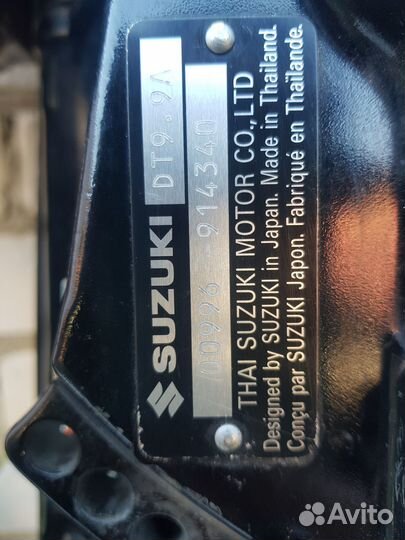 SUZUKI DT9.9A
00996-914340
THAI SUZUKI MOTOR CO., LTD
Designed by SUZUKI in Japan. Made in Thailand.
Conçu par SUZUKI Japon. Fabriqué en Thaïlande.
Avito